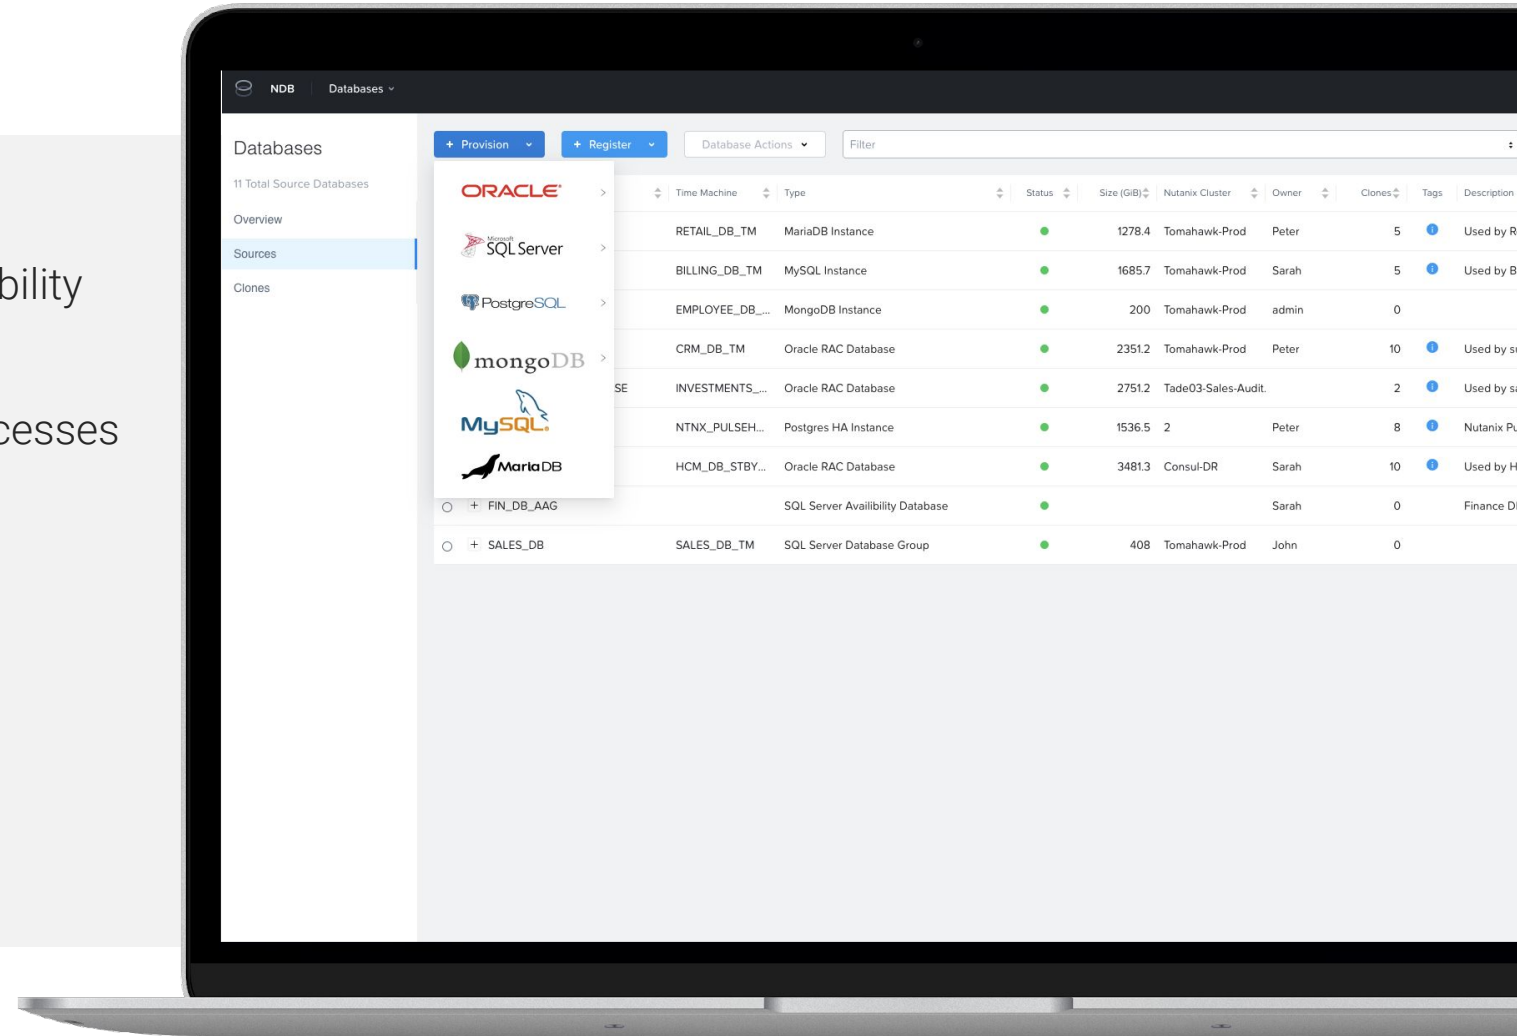 bility
cesses
NDB Databases
Databases
11 Total Source Databases
Overview
Sources
Clones
+ Provision + Register Database Actions Filter
ORACLE
Microsoft
SQL Server
PostgreSQL
mongoDB
MySQL
MariaDB
Time Machine Type Status Size (GiB) Nutanix Cluster Owner Clones Tags Description
RETAIL_DB_TM MariaDB Instance 1278.4 Tomahawk-Prod Peter 5 Used by R
BILLING_DB_TM MySQL Instance 1685.7 Tomahawk-Prod Sarah 5 Used by B
EMPLOYEE_DB_... MongoDB Instance 200 Tomahawk-Prod admin 0
CRM_DB_TM Oracle RAC Database 2351.2 Tomahawk-Prod Peter 10 Used by su
SE INVESTMENTS_... Oracle RAC Database 2751.2 Tade03-Sales-Audit. 2 Used by sa
NTNX_PULSEH... Postgres HA Instance 1536.5 2 Peter 8 Nutanix Pu
HCM_DB_STBY... Oracle RAC Database 3481.3 Consul-DR Sarah 10 Used by H
+ FIN_DB_AAG SQL Server Availibility Database Sarah 0 Finance D
+ SALES_DB SALES_DB_TM SQL Server Database Group 408 Tomahawk-Prod John 0